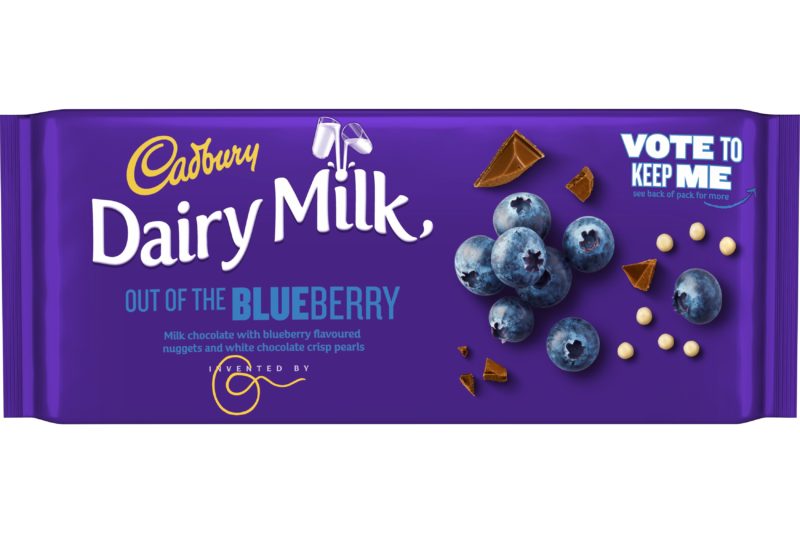 Cadbury
Dairy Milk
OUT OF THE BLUEBERRY
Milk chocolate with blueberry flavoured
nuggets and white chocolate crisp pearls
INVENTED BY
VOTE TO
KEEP ME
see back of pack for more